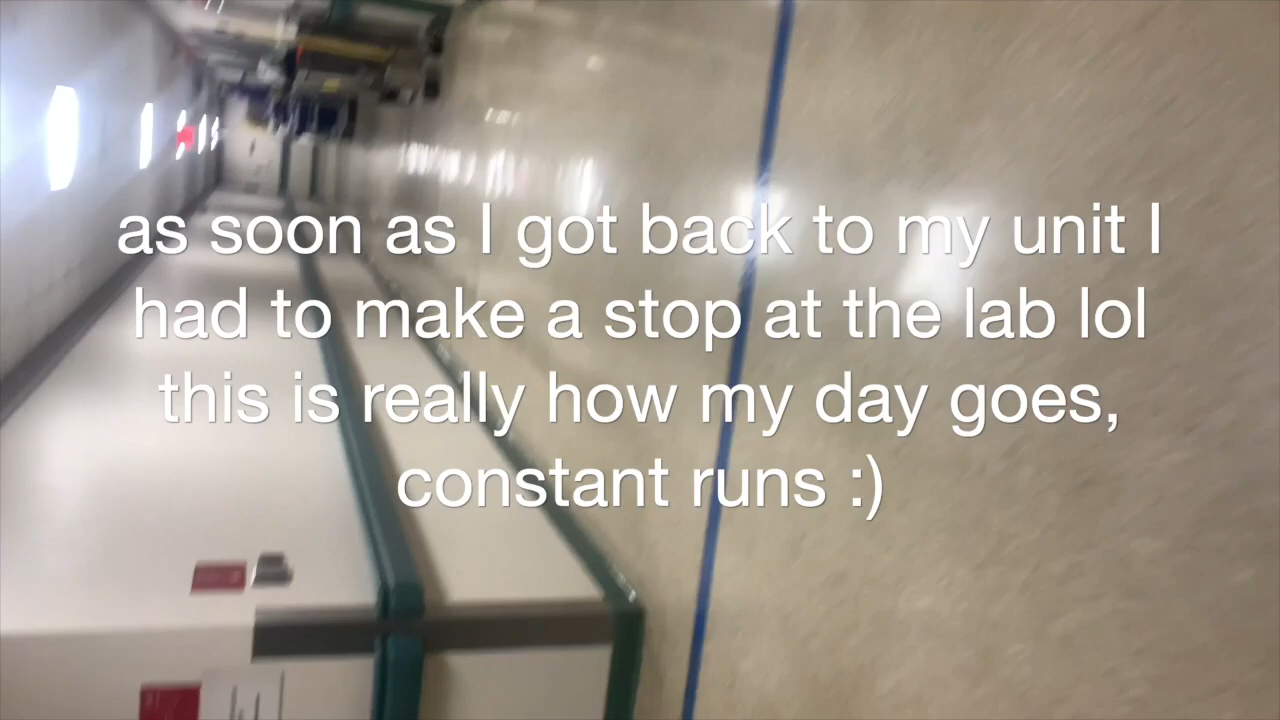 as soon as I got back to my unit I
had to make a stop at the lab lol
this is really how my day goes,
constant runs :)